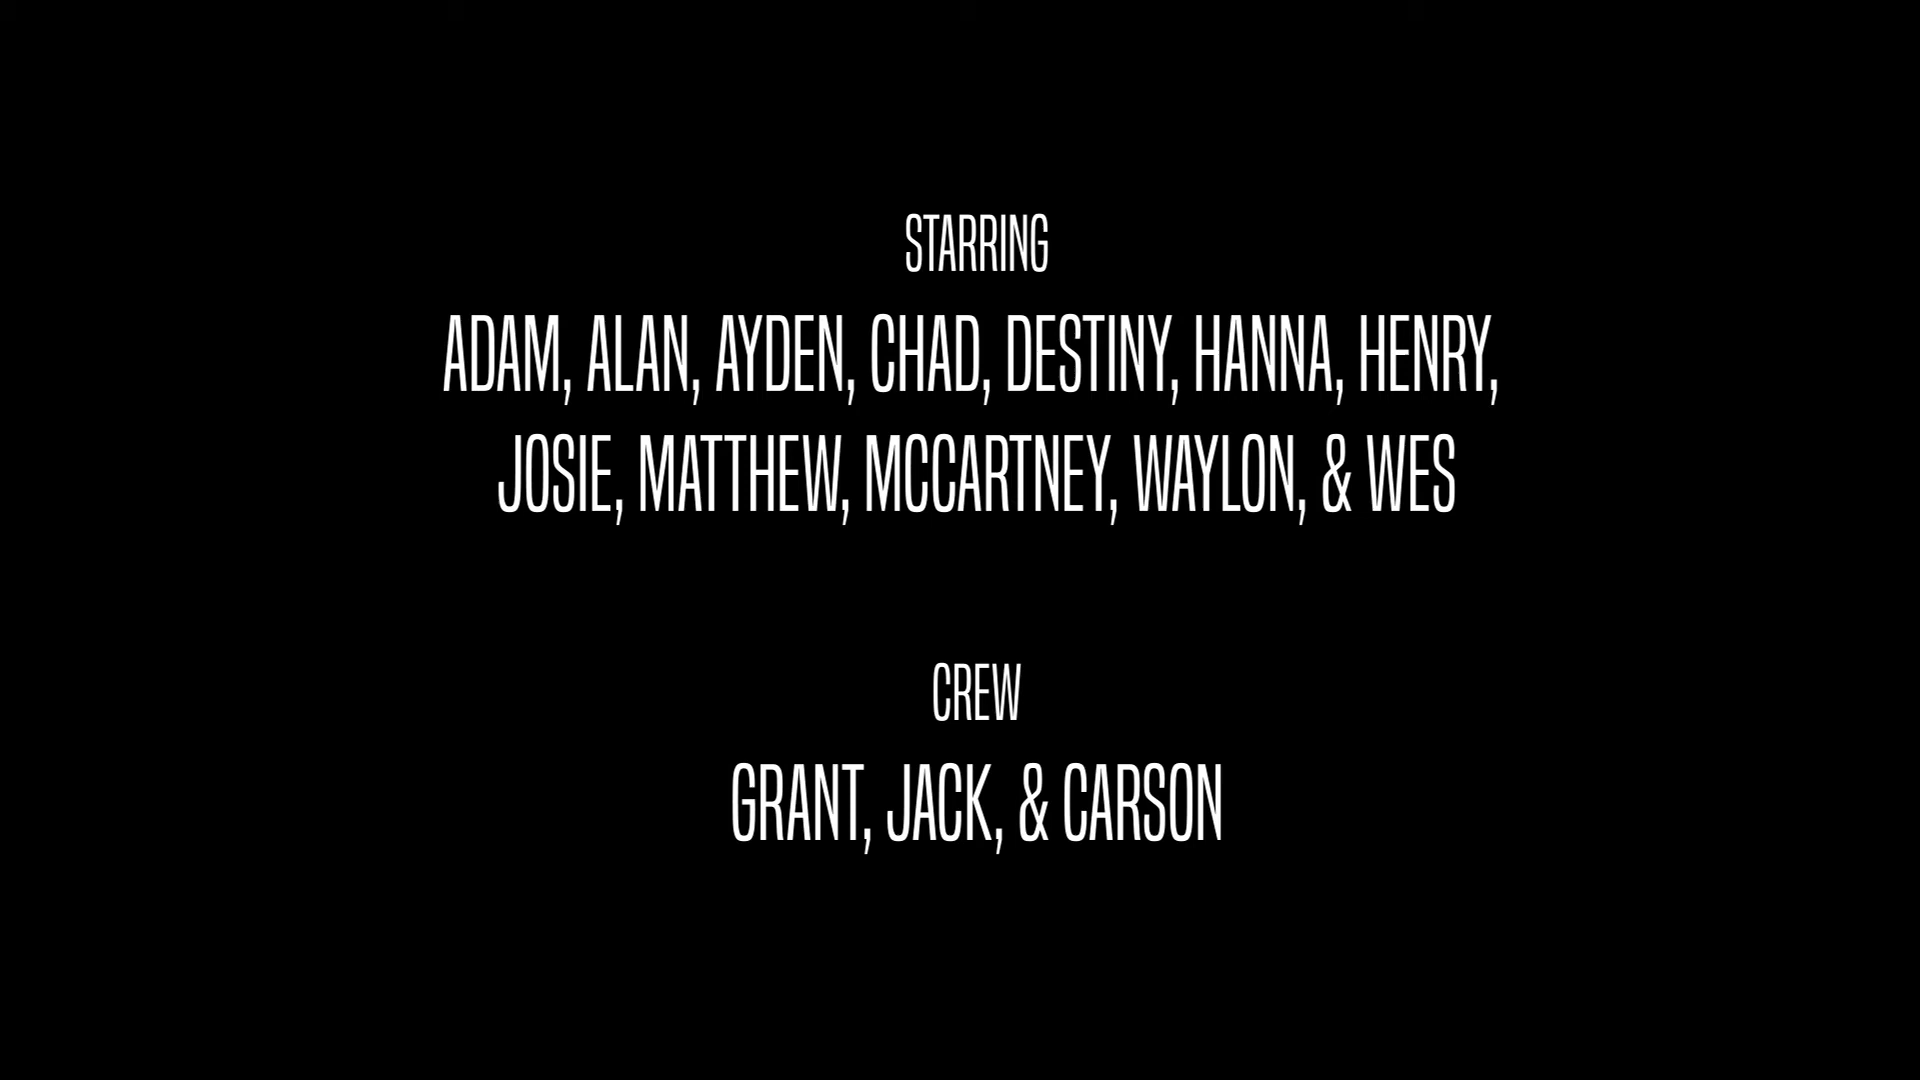 STARRING
ADAM, ALAN, AYDEN, CHAD, DESTINY, HANNA, HENRY,
JOSIE, MATTHEW, MCCARTNEY, WAYLON, & WES
CREW
GRANT, JACK, & CARSON